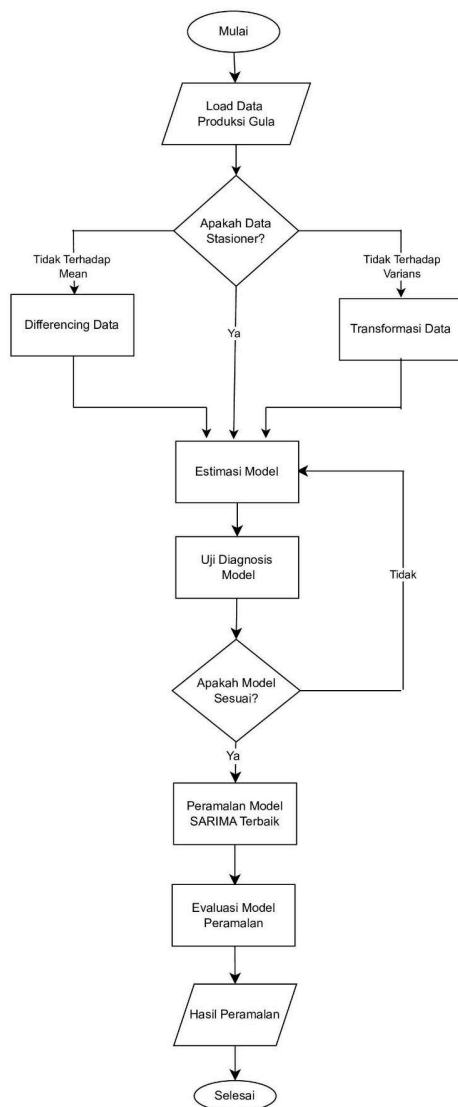 Mulai
Load Data
Produksi Gula
Apakah Data
Stasioner?
Tidak Terhadap
Mean
Tidak Terhadap
Varians
Differencing Data
Ya
Transformasi Data
Estimasi Model
Uji Diagnosis
Model
Tidak
Apakah Model
Sesuai?
Ya
Peramalan Model
SARIMA Terbaik
Evaluasi Model
Peramalan
Hasil Peramalan
Selesai